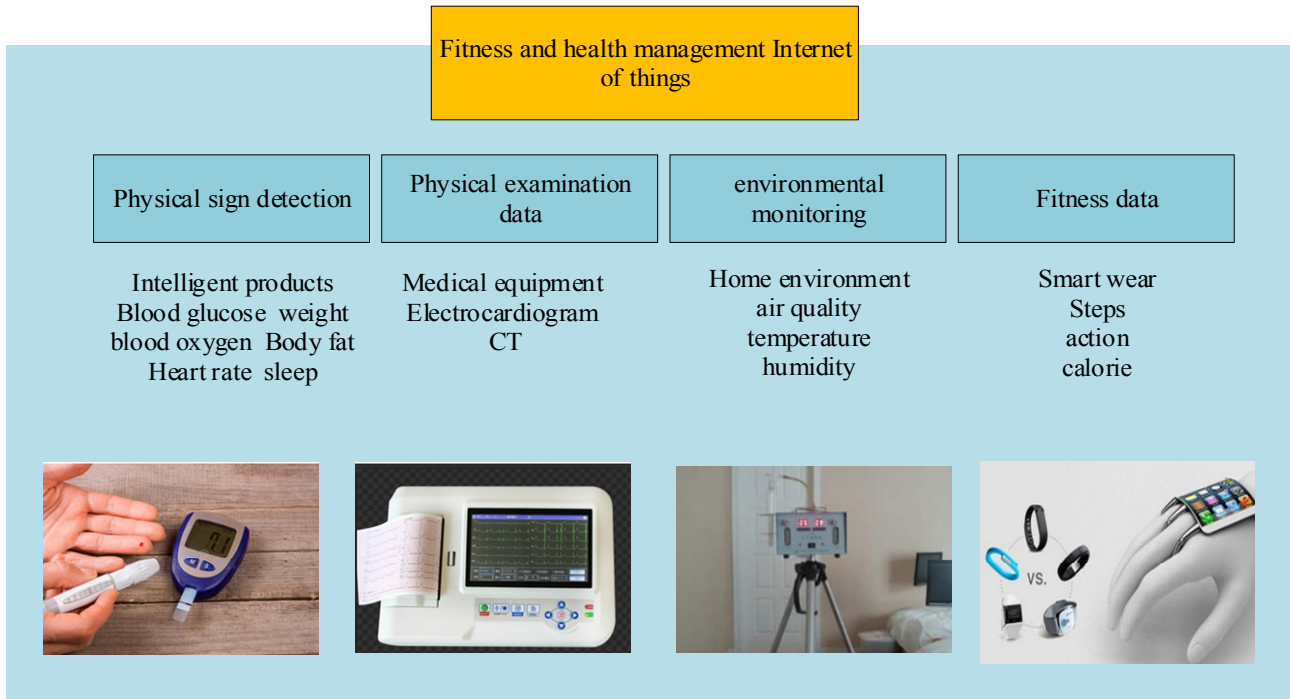 Fitness and health management Internet
of things
Physical sign detection
Physical examination
data
environmental
monitoring
Fitness data
Intelligent products
Blood glucose weight
blood oxygen Body fat
Heart rate sleep
Medical equipment
Electrocardiogram
CT
Home environment
air quality
temperature
humidity
Smart wear
Steps
action
calorie
7.1
VS.